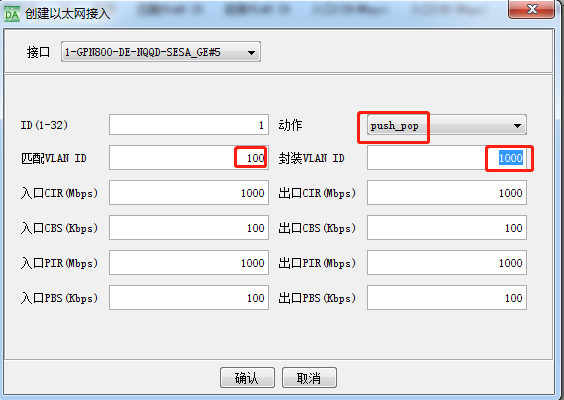 DA 创建以太网接入
接口 1-GPN800-DE-NQQD-SESA_GE#5
ID(1-32) 1 动作 push_pop
匹配VLAN ID 100 封装VLAN ID 1000
入口CIR(Mbps) 1000 出口CIR(Mbps) 1000
入口CBS(Kbps) 100 出口CBS(Kbps) 100
入口PIR(Mbps) 1000 出口PIR(Mbps) 1000
入口PBS(Kbps) 100 出口PBS(Kbps) 100
确认 取消